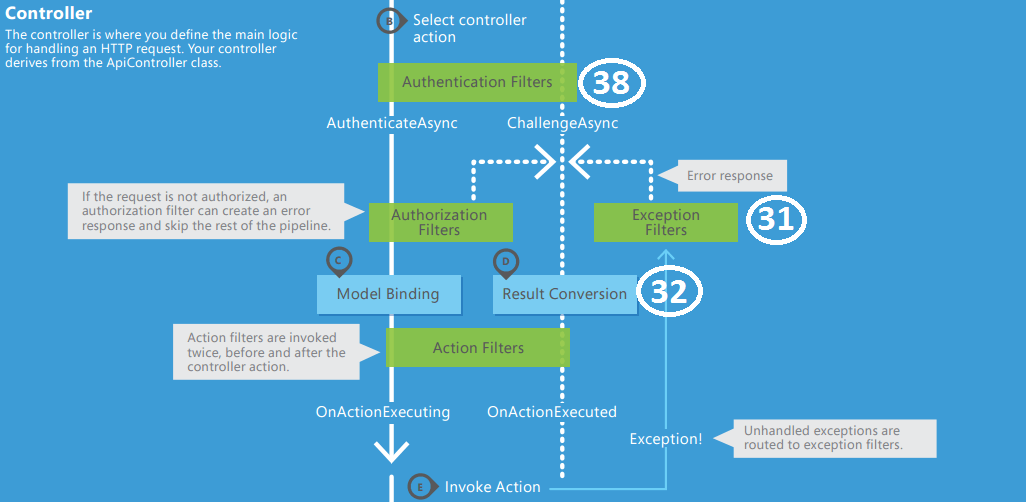 Controller
The controller is where you define the main logic
for handling an HTTP request. Your controller
derives from the ApiController class.
B
Select controller
action
Authentication Filters
38
AuthenticateAsync
ChallengeAsync
Error response
If the request is not authorized, an
authorization filter can create an error
response and skip the rest of the pipeline.
Authorization
Filters
Exception
Filters
31
C
Model Binding
D
Result Conversion
32
Action filters are invoked
twice, before and after the
controller action.
Action Filters
OnActionExecuting
OnActionExecuted
Exception!
Unhandled exceptions are
routed to exception filters.
E
Invoke Action